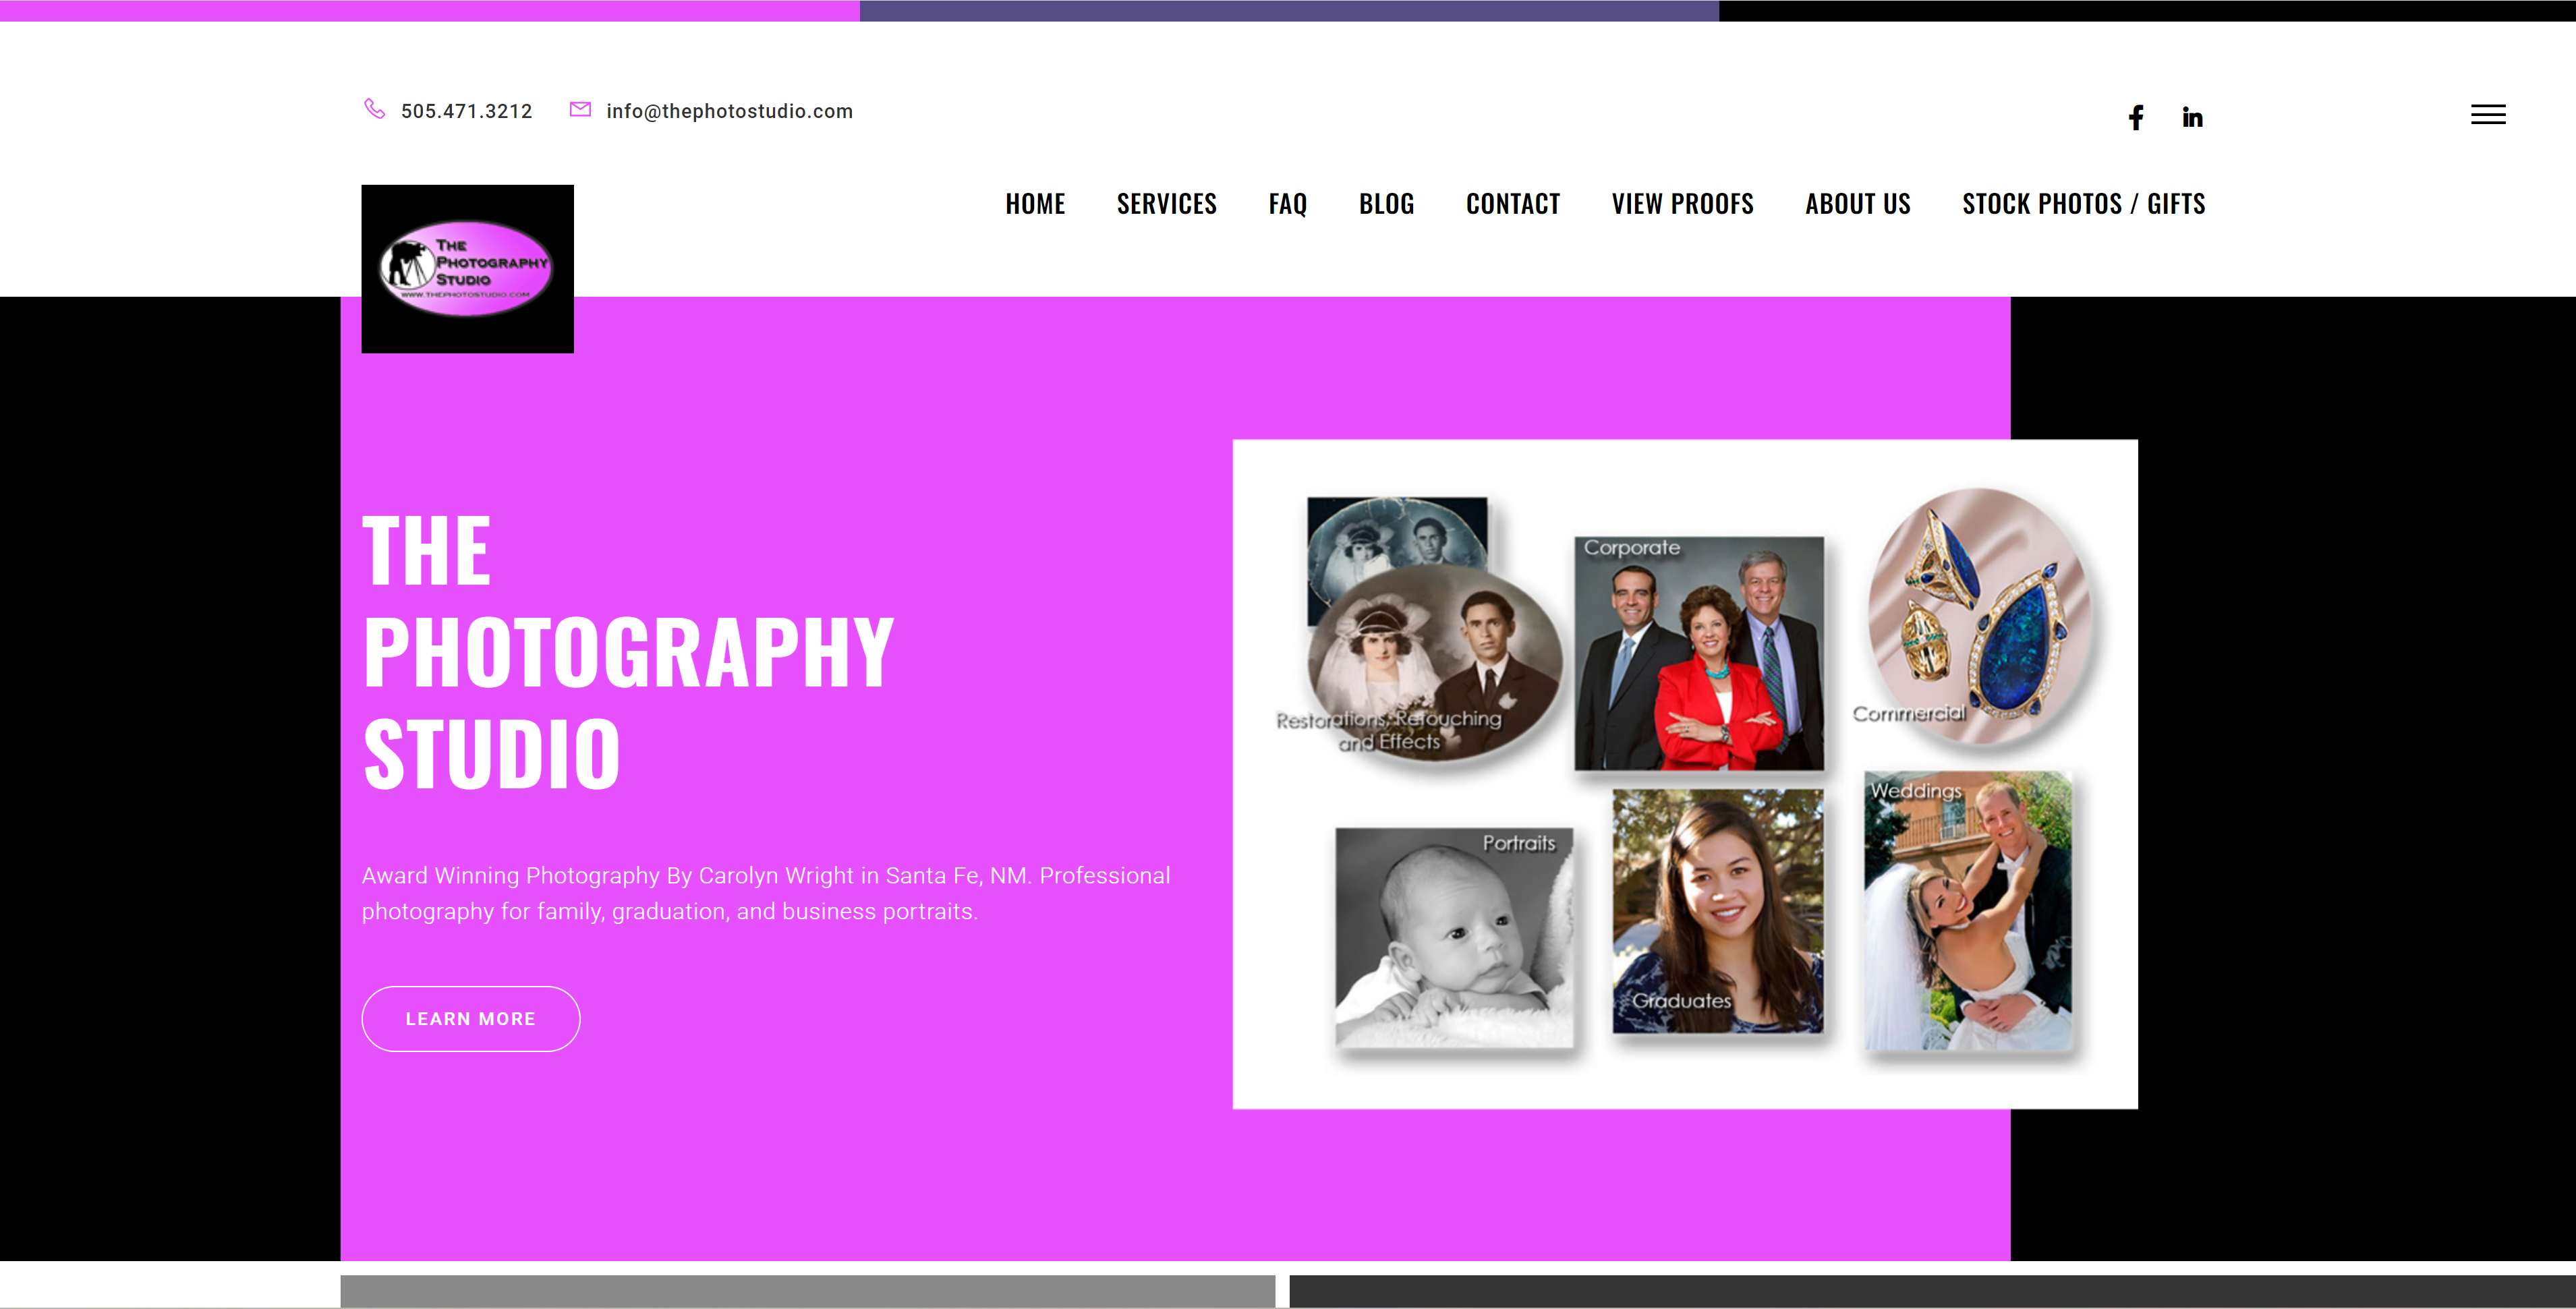 505.471.3212
info@thephotostudio.com
HOME SERVICES FAQ BLOG CONTACT VIEW PROOFS ABOUT US STOCK PHOTOS / GIFTS
THE
PHOTOGRAPHY
STUDIO
WWW.THEPHOTOSTUDIO.COM
THE
PHOTOGRAPHY
STUDIO
Award Winning Photography By Carolyn Wright in Santa Fe, NM. Professional
photography for family, graduation, and business portraits.
LEARN MORE
Restorations, Retouching
and Effects
Corporate
Commercial
Portraits
Graduates
Weddings